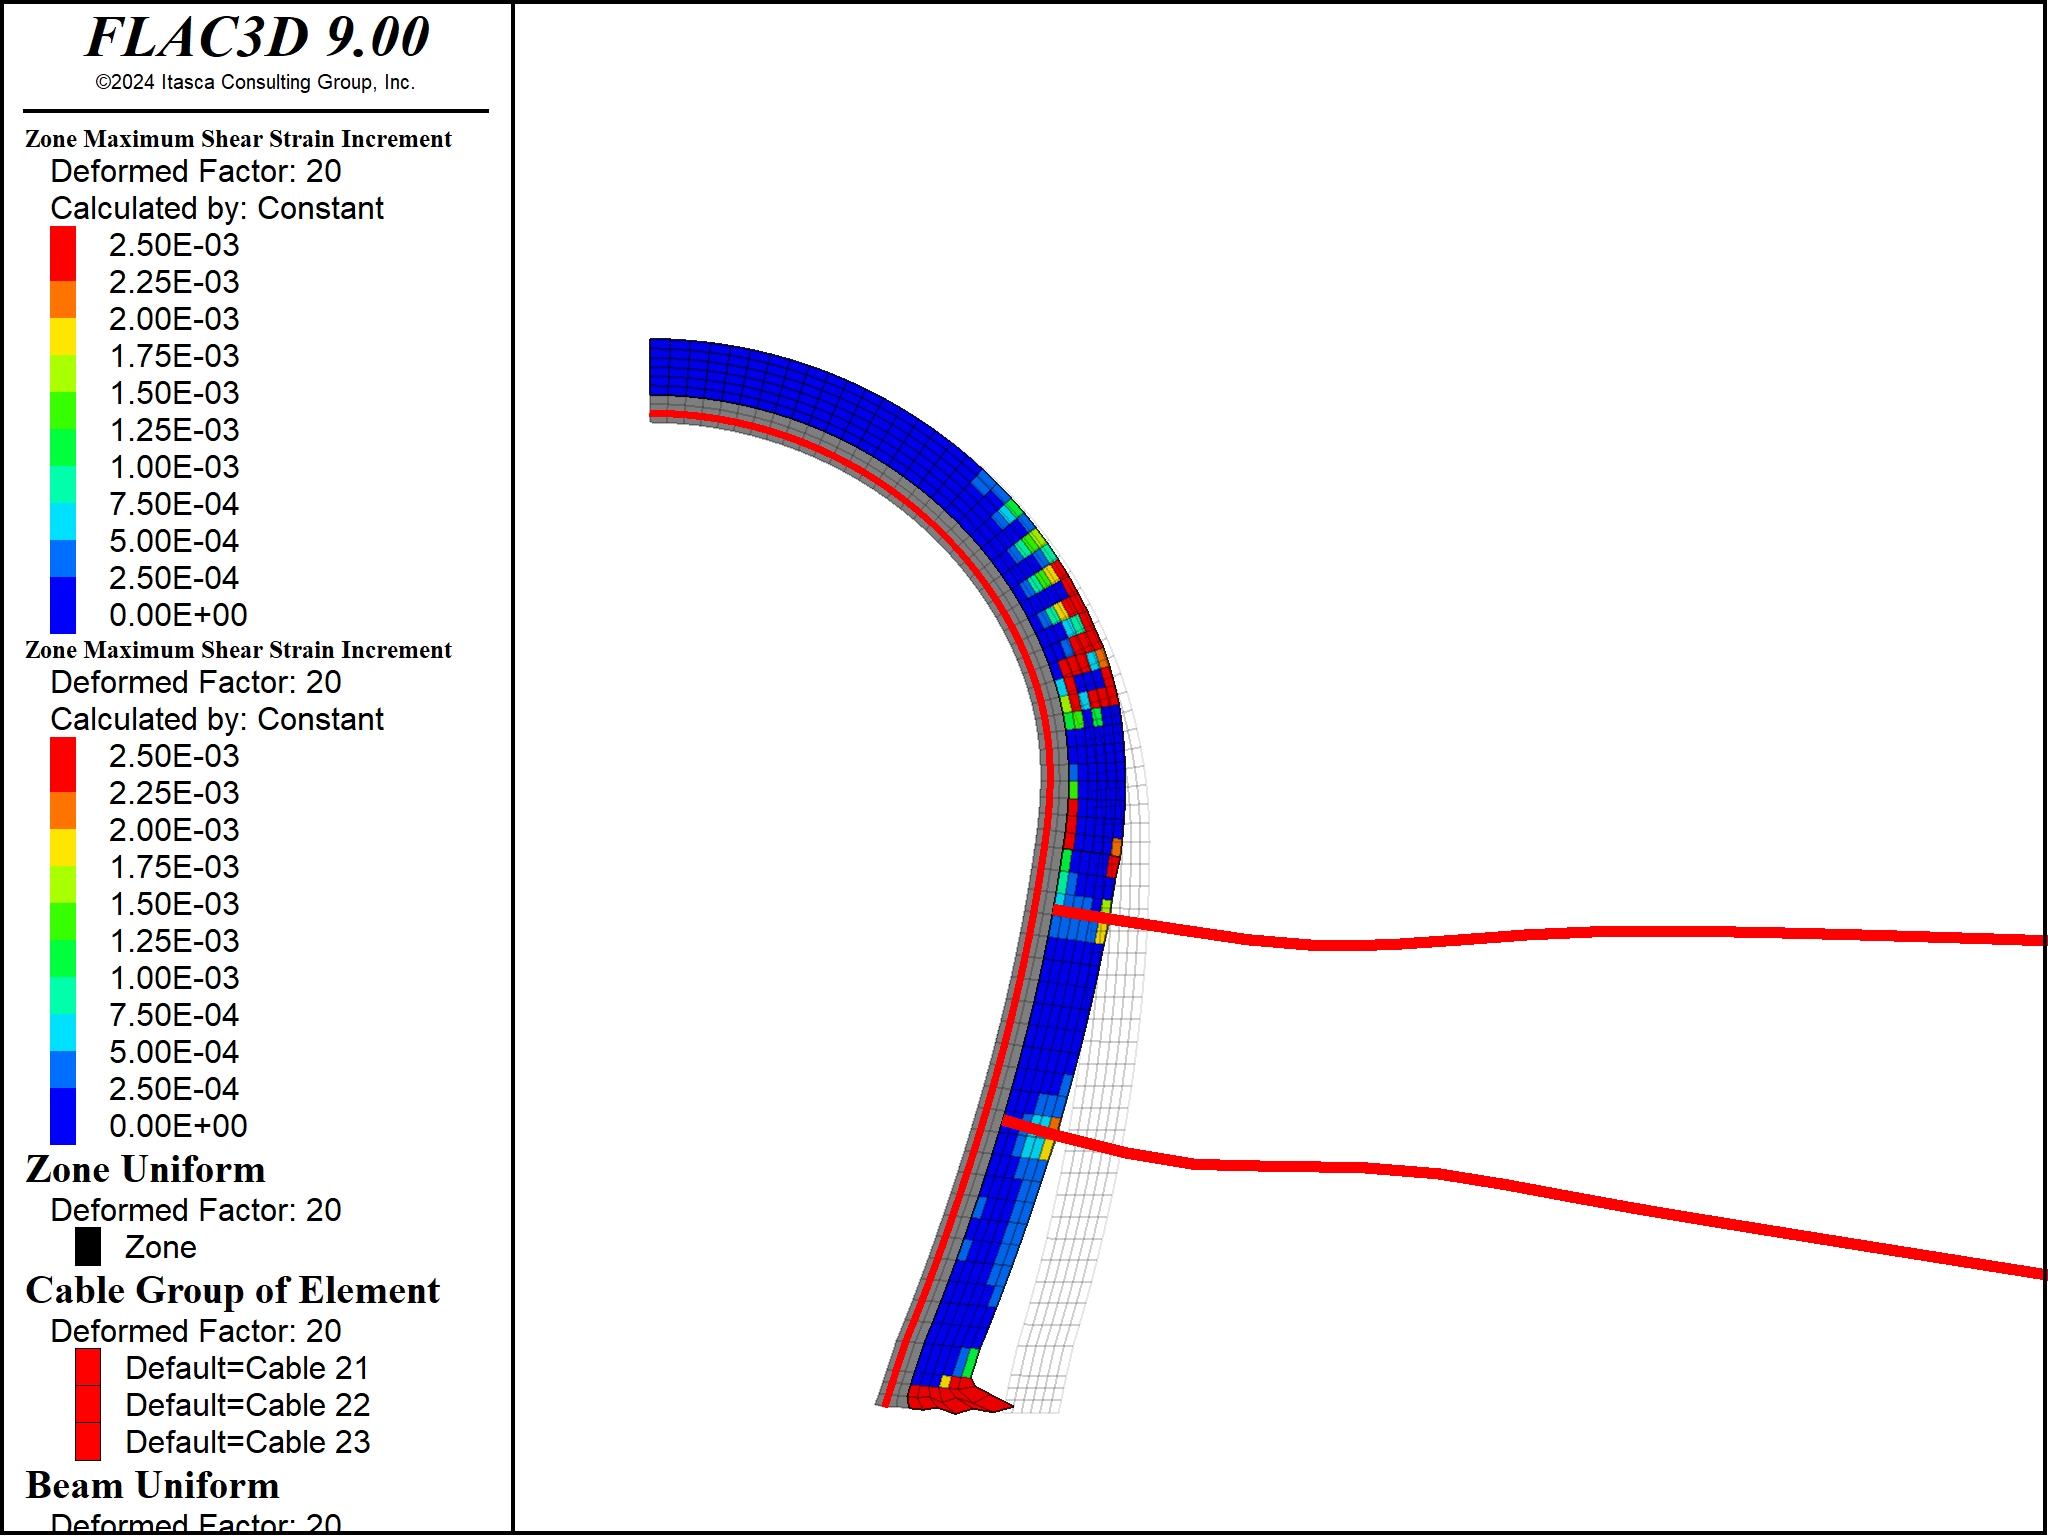 FLAC3D 9.00
©2024 Itasca Consulting Group, Inc.
Zone Maximum Shear Strain Increment
Deformed Factor: 20
Calculated by: Constant
2.50E-03
2.25E-03
2.00E-03
1.75E-03
1.50E-03
1.25E-03
1.00E-03
7.50E-04
5.00E-04
2.50E-04
0.00E+00
Zone Maximum Shear Strain Increment
Deformed Factor: 20
Calculated by: Constant
2.50E-03
2.25E-03
2.00E-03
1.75E-03
1.50E-03
1.25E-03
1.00E-03
7.50E-04
5.00E-04
2.50E-04
0.00E+00
Zone Uniform
Deformed Factor: 20
Zone
Cable Group of Element
Deformed Factor: 20
Default=Cable 21
Default=Cable 22
Default=Cable 23
Beam Uniform
Deformed Factor: 20